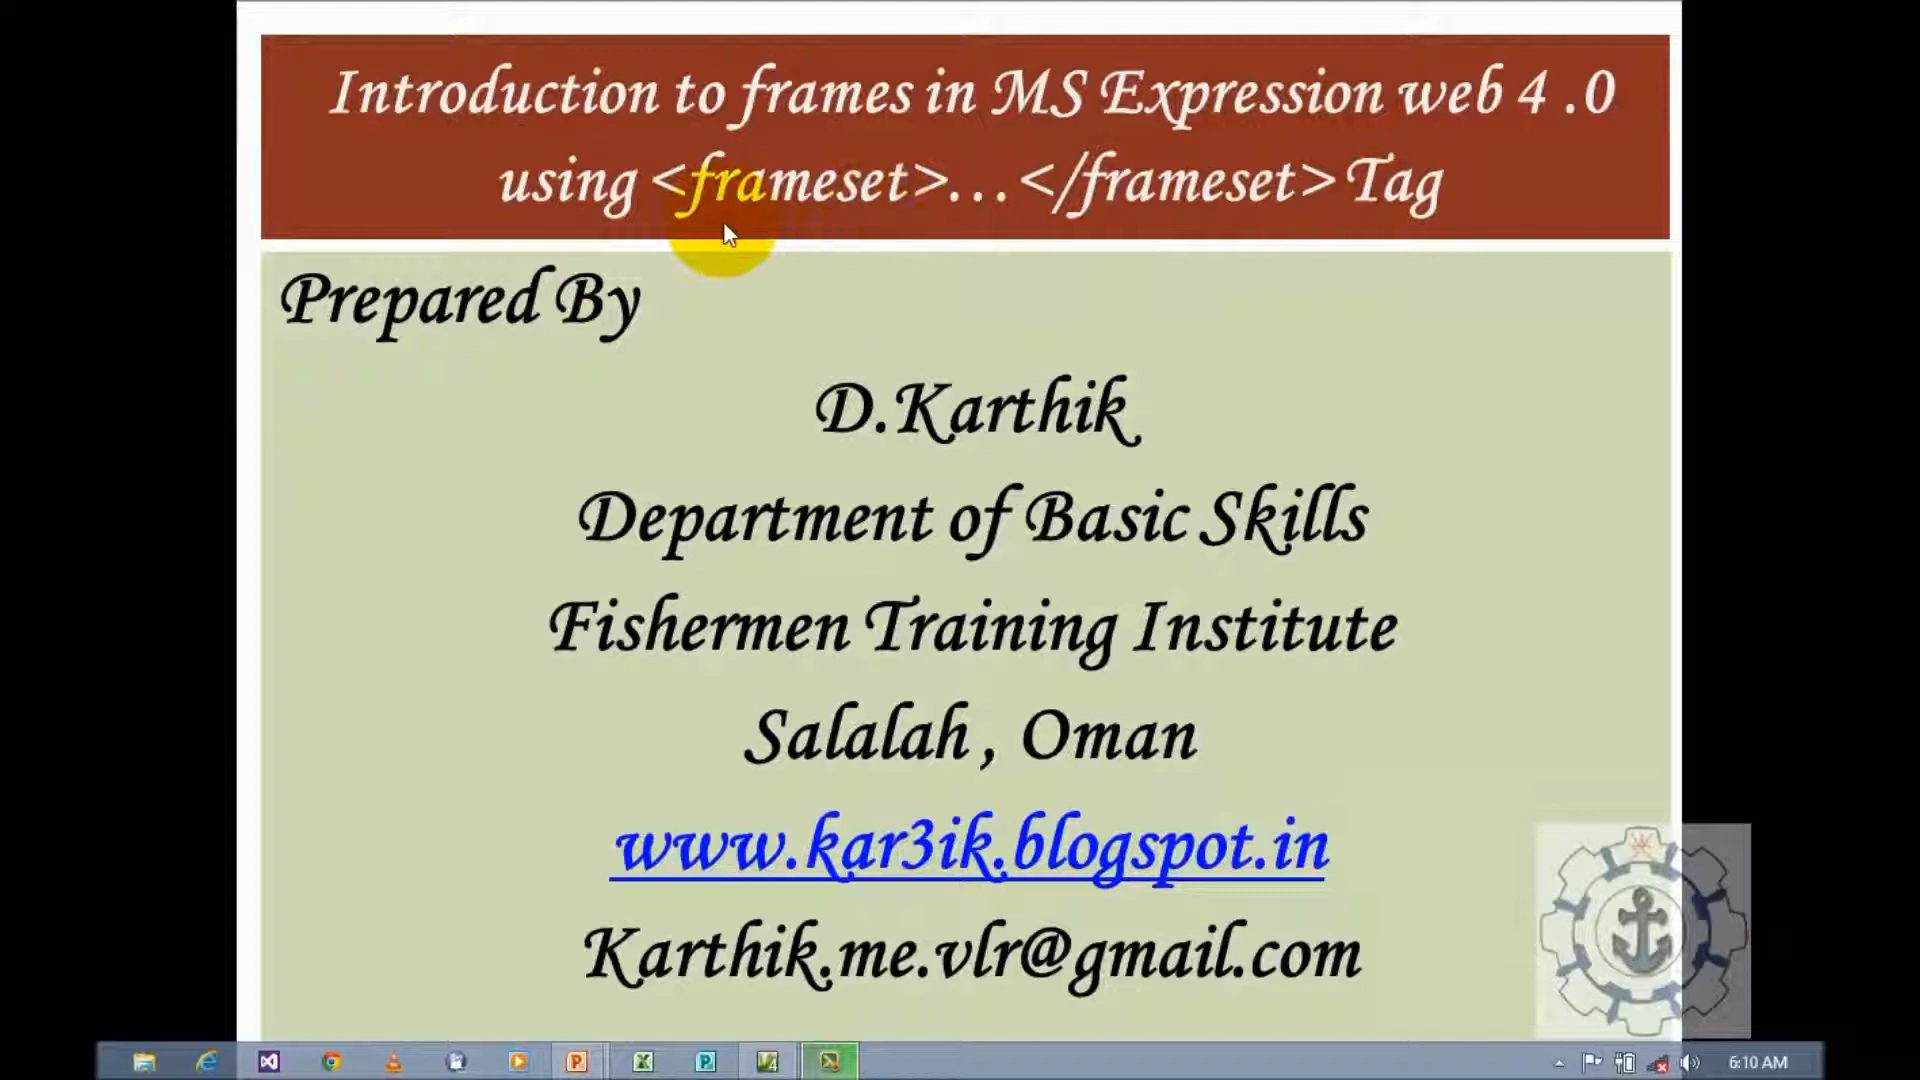 Introduction to frames in MS Expression web 4 .0
using <frameset>...</frameset> Tag
Prepared By
D.Karthik
Department of Basic Skills
Fishermen Training Institute
Salalah , Oman
www.kar3ik.blogspot.in
Karthik.me.vlr@gmail.com
6:10 AM